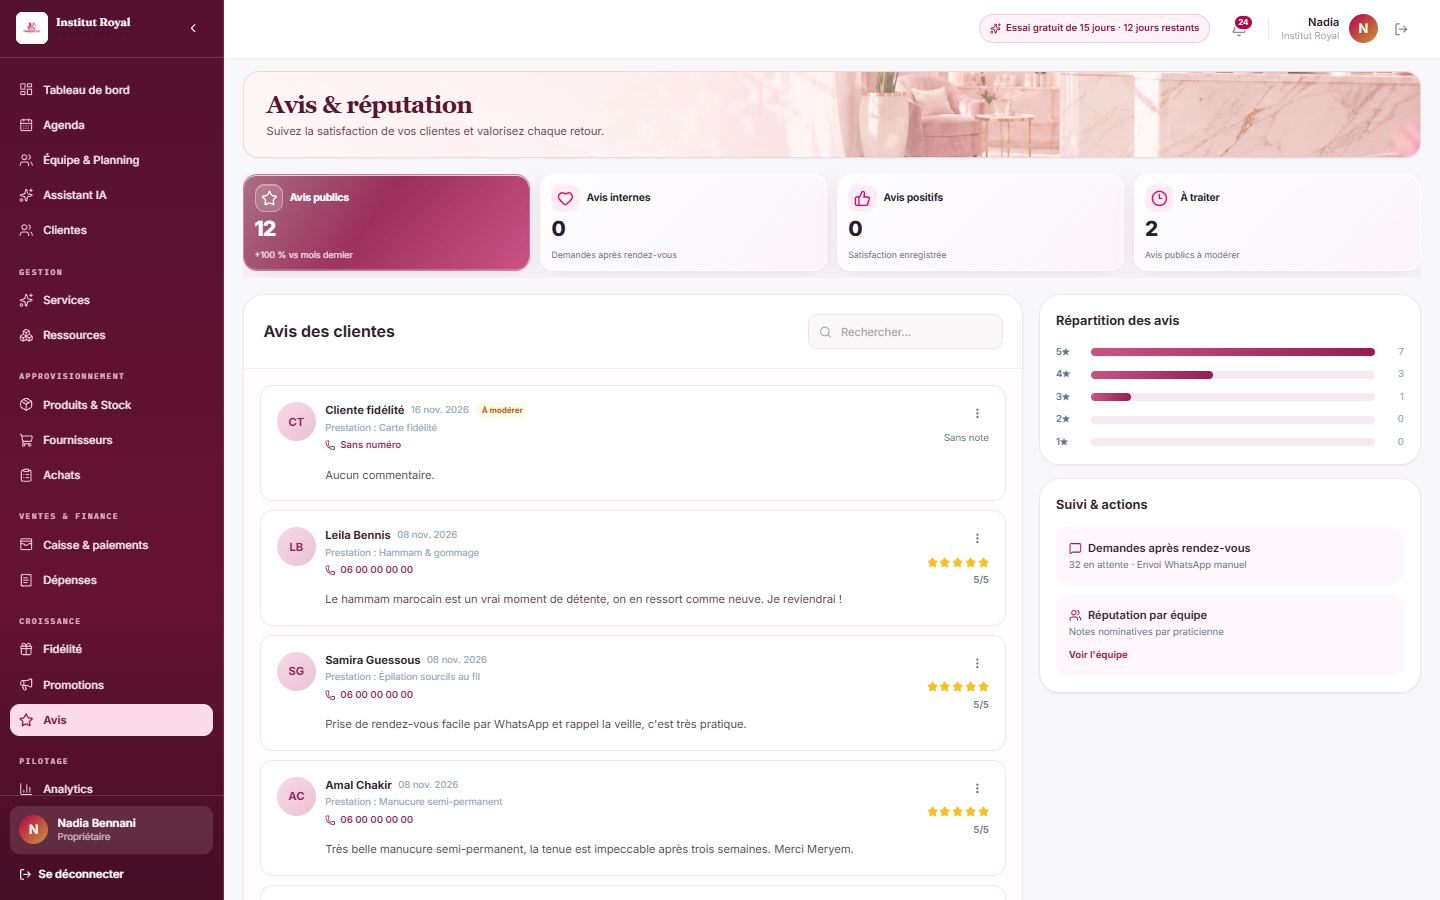 Institut Royal
Tableau de bord
Agenda
Équipe & Planning
Assistant IA
Clientes
GESTION
Services
Ressources
APPROVISIONNEMENT
Produits & Stock
Fournisseurs
Achats
VENTES & FINANCE
Caisse & paiements
Dépenses
CROISSANCE
Fidélité
Promotions
Avis
PILOTAGE
Analytics
N
Nadia Bennani
Propriétaire
Se déconnecter
Essai gratuit de 15 jours · 12 jours restants
24
Nadia
Institut Royal
N
Avis & réputation
Suivez la satisfaction de vos clientes et valorisez chaque retour.
Avis publics
12
+100 % vs mois dernier
Avis internes
0
Demandes après rendez-vous
Avis positifs
0
Satisfaction enregistrée
À traiter
2
Avis publics à modérer
Avis des clientes
Rechercher...
CT
Cliente fidélité 16 nov. 2026 À modérer
Prestation : Carte fidélité
Sans numéro
Sans note
Aucun commentaire.
LB
Leila Bennis 08 nov. 2026
Prestation : Hammam & gommage
06 00 00 00 00
5/5
Le hammam marocain est un vrai moment de détente, on en ressort comme neuve. Je reviendrai !
SG
Samira Guessous 08 nov. 2026
Prestation : Épilation sourcils au fil
06 00 00 00 00
5/5
Prise de rendez-vous facile par WhatsApp et rappel la veille, c'est très pratique.
AC
Amal Chakir 08 nov. 2026
Prestation : Manucure semi-permanent
06 00 00 00 00
5/5
Très belle manucure semi-permanent, la tenue est impeccable après trois semaines. Merci Meryem.
Répartition des avis
5★ 7
4★ 3
3★ 1
2★ 0
1★ 0
Suivi & actions
Demandes après rendez-vous
32 en attente · Envoi WhatsApp manuel
Réputation par équipe
Notes nominatives par praticienne
Voir l'équipe